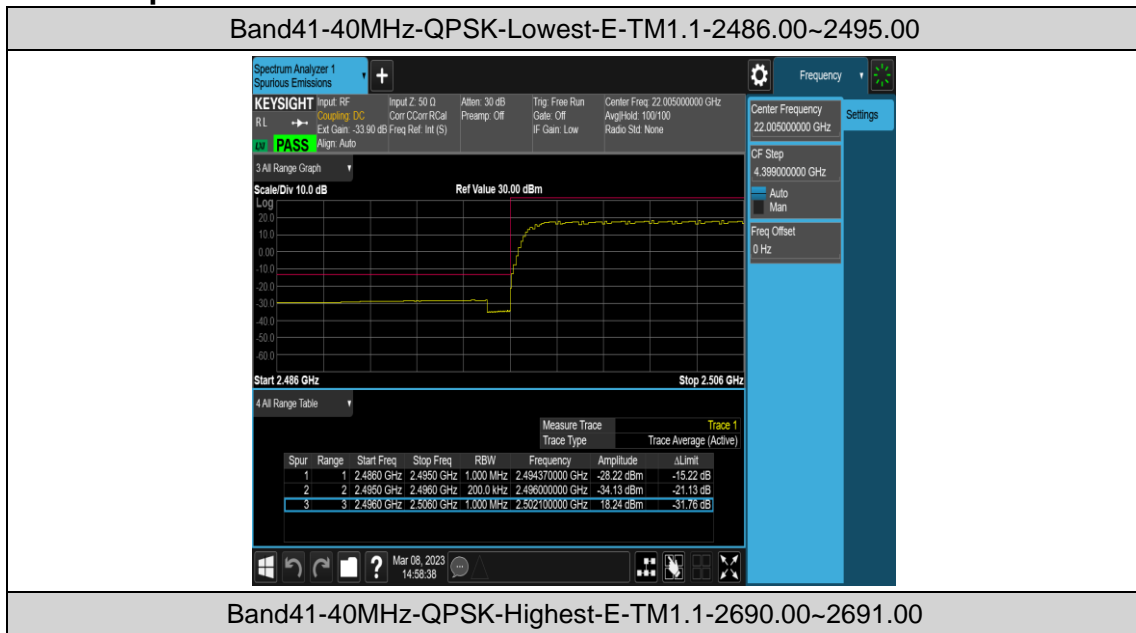 Band41-40MHz-QPSK-Lowest-E-TM1.1-2486.00~2495.00
Spectrum Analyzer 1
Spurious Emissions
+
Frequency
KEYSIGHT Input: RF Input Z: 50 Ω Atten: 30 dB Trig: Free Run Center Freq: 22.005000000 GHz
RL Coupling: DC Corr CCorr RCal Preamp: Off Gate: Off Avg|Hold: 100/100
Ext Gain: -33.90 dB Freq Ref: Int (S) IF Gain: Low Radio Std: None
LXI PASS Align: Auto
Center Frequency Settings
22.005000000 GHz
CF Step
4.399000000 GHz
Auto
Man
Freq Offset
0 Hz
3 All Range Graph
Scale/Div 10.0 dB Ref Value 30.00 dBm
Log
20.0
10.0
0.00
-10.0
-20.0
-30.0
-40.0
-50.0
-60.0
Start 2.486 GHz Stop 2.506 GHz
4 All Range Table
Measure Trace Trace 1
Trace Type Trace Average (Active)
Spur Range Start Freq Stop Freq RBW Frequency Amplitude ΔLimit
1 1 2.4860 GHz 2.4950 GHz 1.000 MHz 2.494370000 GHz -28.22 dBm -15.22 dB
2 2 2.4950 GHz 2.4960 GHz 200.0 kHz 2.496000000 GHz -34.13 dBm -21.13 dB
3 3 2.4960 GHz 2.5060 GHz 1.000 MHz 2.502100000 GHz 18.24 dBm -31.76 dB
? Mar 08, 2023
14:58:38
Band41-40MHz-QPSK-Highest-E-TM1.1-2690.00~2691.00